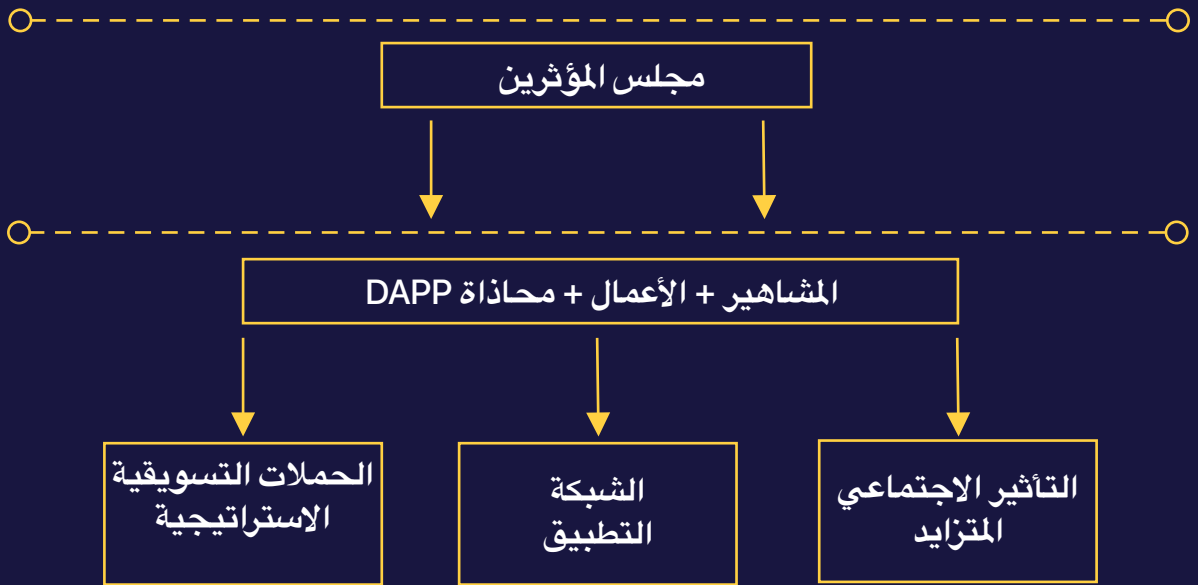 مجلس المؤثرين
المشاهير + الأعمال + محاذاة DAPP
التأثير الاجتماعي
المتزايد
الشبكة
التطبيق
الحملات التسويقية
الاستراتيجية